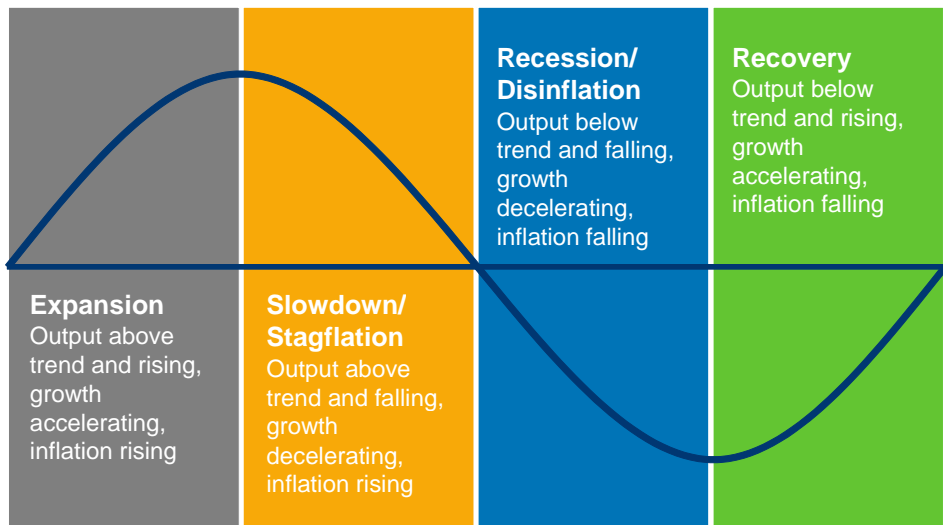 Expansion
Output above
trend and rising,
growth
accelerating,
inflation rising
Slowdown/
Stagflation
Output above
trend and falling,
growth
decelerating,
inflation rising
Recession/
Disinflation
Output below
trend and falling,
growth
decelerating,
inflation falling
Recovery
Output below
trend and rising,
growth
accelerating,
inflation falling